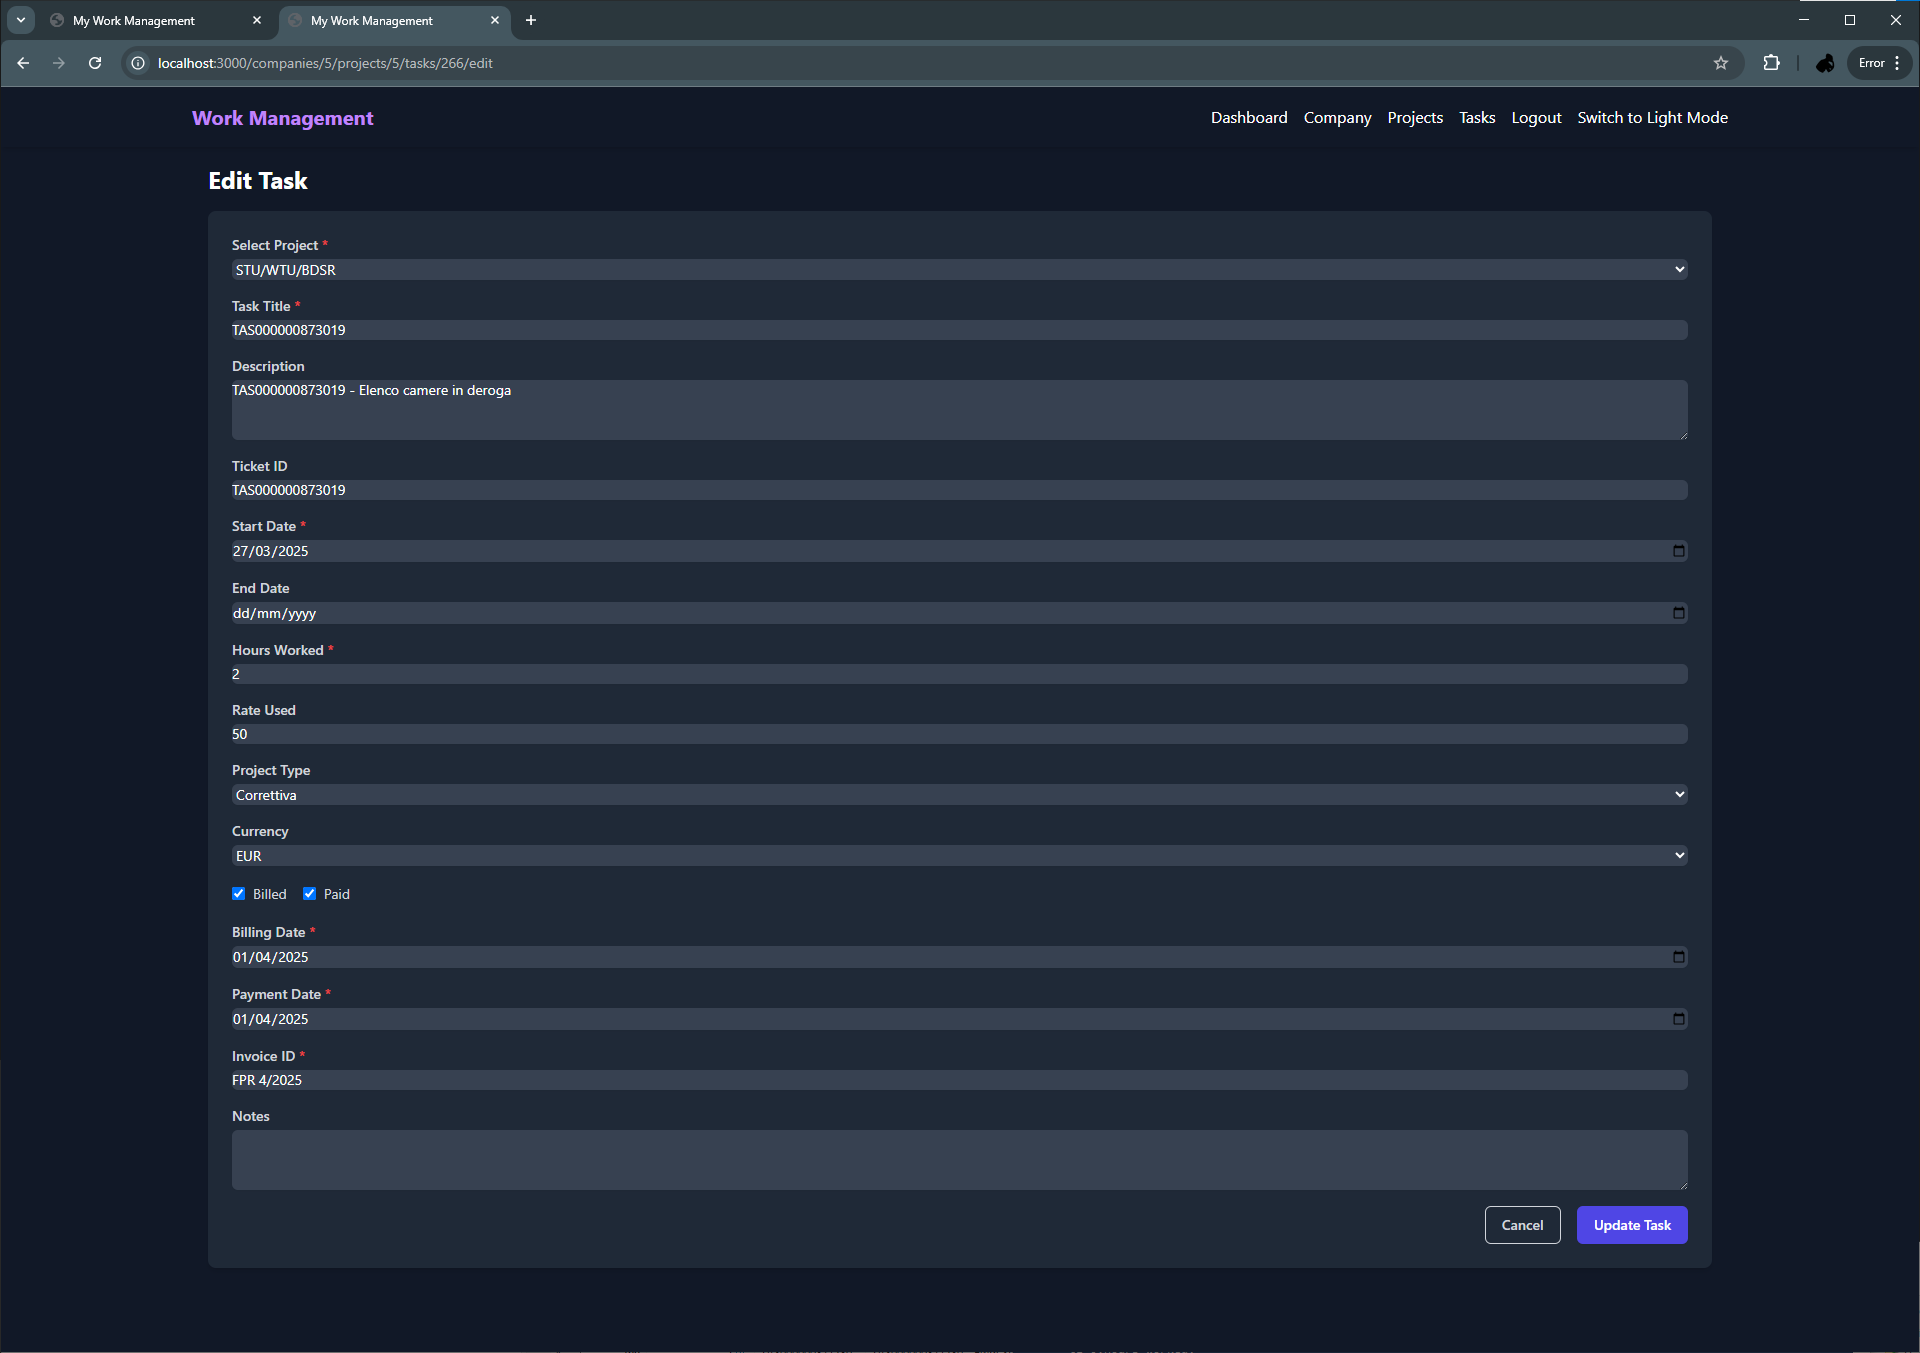 My Work Management
My Work Management
localhost:3000/companies/5/projects/5/tasks/266/edit
Error
Work Management
Dashboard Company Projects Tasks Logout Switch to Light Mode
Edit Task
Select Project *
STU/WTU/BDSR
Task Title *
TAS000000873019
Description
TAS000000873019 - Elenco camere in deroga
Ticket ID
TAS000000873019
Start Date *
27/03/2025
End Date
dd/mm/yyyy
Hours Worked *
2
Rate Used
50
Project Type
Correttiva
Currency
EUR
Billed Paid
Billing Date *
01/04/2025
Payment Date *
01/04/2025
Invoice ID *
FPR 4/2025
Notes
Cancel Update Task